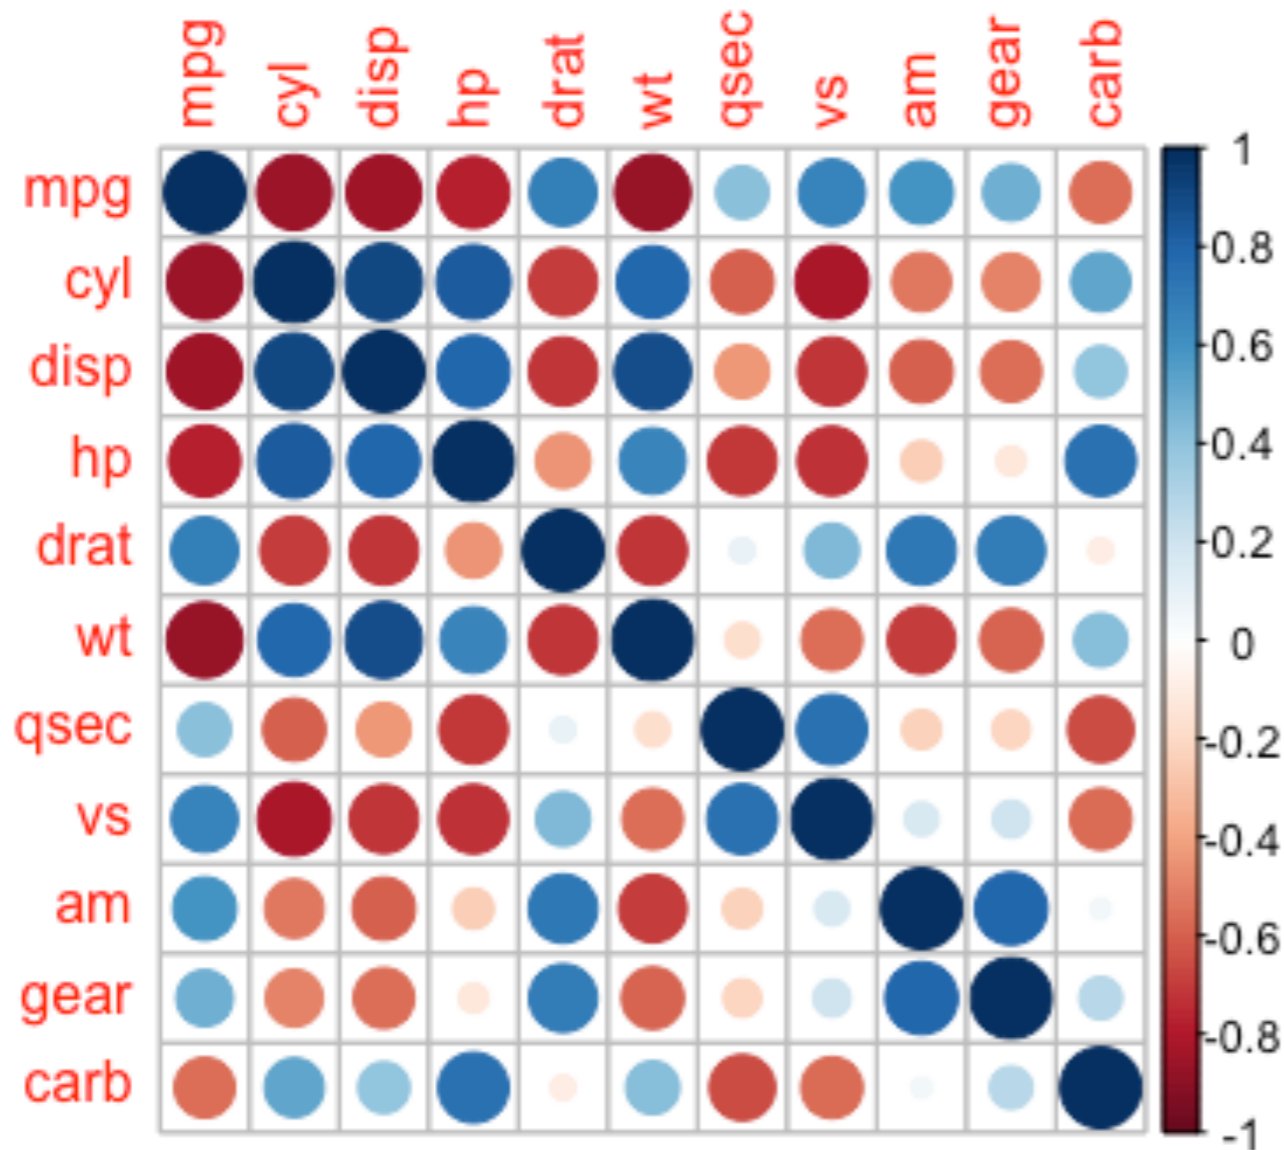 mpg cyl disp hp drat wt qsec vs am gear carb
mpg
cyl
disp
hp
drat
wt
qsec
vs
am
gear
carb
1
0.8
0.6
0.4
0.2
0
-0.2
-0.4
-0.6
-0.8
-1